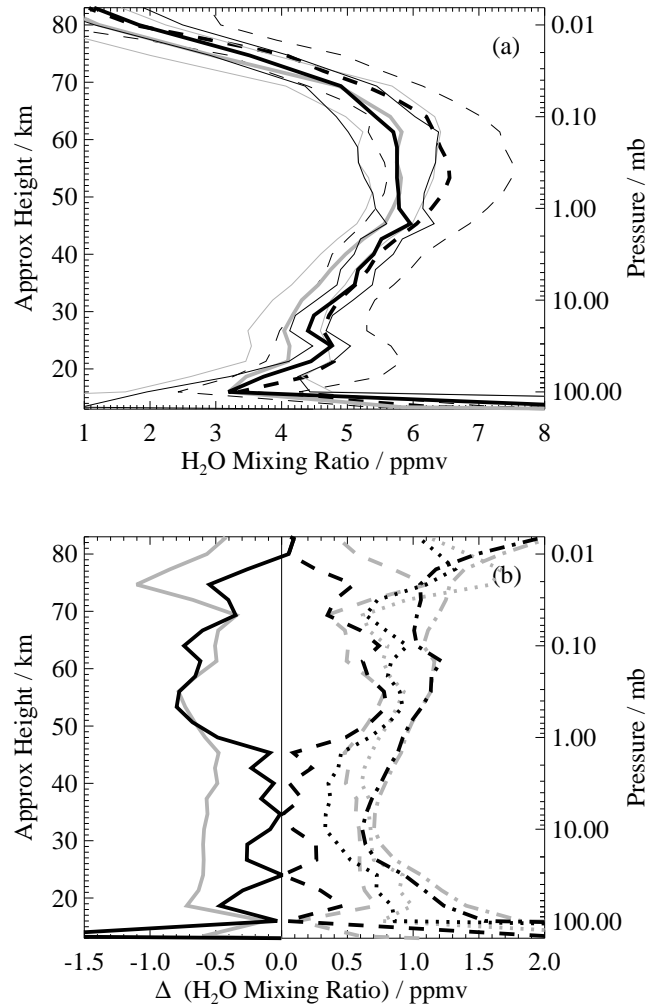 (a)
80
70
60
50
40
30
20
Approx Height / km
0.01
0.10
1.00
10.00
100.00
Pressure / mb
1 2 3 4 5 6 7 8
H₂O Mixing Ratio / ppmv
(b)
80
70
60
50
40
30
20
Approx Height / km
0.01
0.10
1.00
10.00
100.00
Pressure / mb
-1.5 -1.0 -0.5 0.0 0.5 1.0 1.5 2.0
Δ (H₂O Mixing Ratio) / ppmv